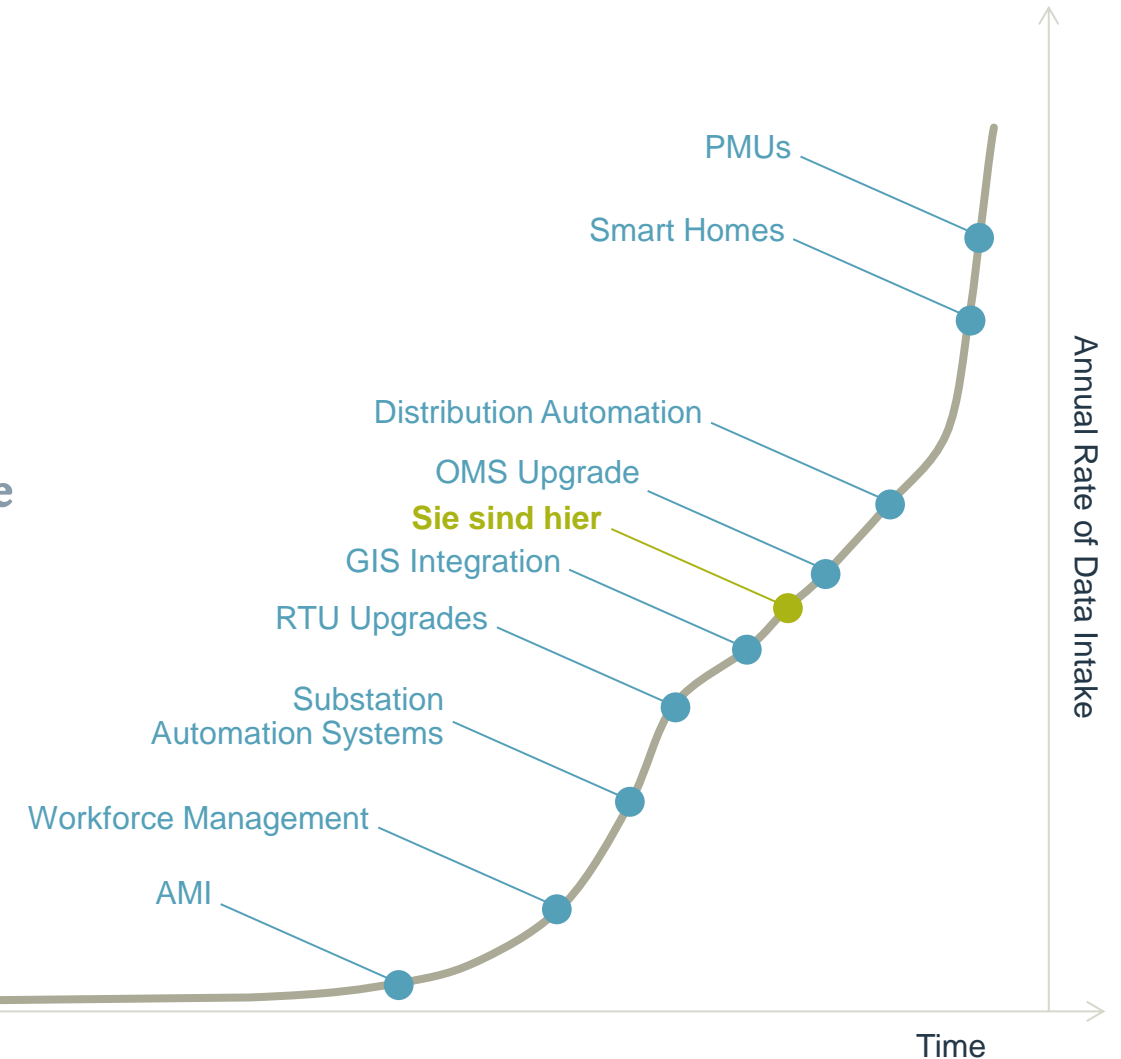 PMUs
Smart Homes
Distribution Automation
OMS Upgrade
Sie sind hier
GIS Integration
RTU Upgrades
Substation
Automation Systems
Workforce Management
AMI
Annual Rate of Data Intake
Time